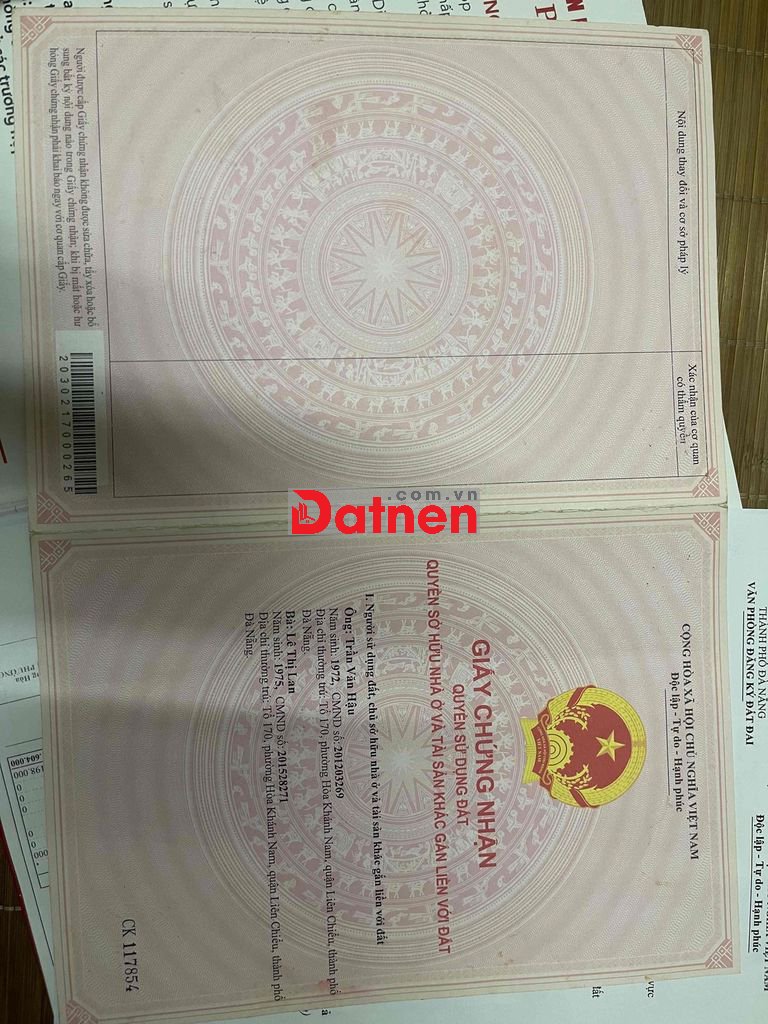 Nội dung thay đổi và cơ sở pháp lý
Xác nhận của cơ quan
có thẩm quyền
Người được cấp Giấy chứng nhận không được sửa chữa, tẩy xóa hoặc bổ
sung bất kỳ nội dung nào trong Giấy chứng nhận; khi bị mất hoặc hư
hỏng Giấy chứng nhận phải khai báo ngay với cơ quan cấp Giấy.
2030217000265
Datnen
.com.vn
CỘNG HÒA XÃ HỘI CHỦ NGHĨA VIỆT NAM
Độc lập - Tự do - Hạnh phúc
GIẤY CHỨNG NHẬN
QUYỀN SỬ DỤNG ĐẤT
QUYỀN SỞ HỮU NHÀ Ở VÀ TÀI SẢN KHÁC GẮN LIỀN VỚI ĐẤT
I. Người sử dụng đất, chủ sở hữu nhà ở và tài sản khác gắn liền với đất
Ông: Trần Văn Hậu
Năm sinh: 1972, CMND số: 201203269
Địa chỉ thường trú: Tổ 170, phường Hòa Khánh Nam, quận Liên Chiểu, thành phố
Đà Nẵng.
Bà: Lê Thị Lan
Năm sinh: 1975, CMND số: 201528271
Địa chỉ thường trú: Tổ 170, phường Hòa Khánh Nam, quận Liên Chiểu, thành phố
Đà Nẵng.
CK 117854
THÀNH PHỐ ĐÀ NẴNG
VĂN PHÒNG ĐĂNG KÝ ĐẤT ĐAI
Độc lập - Tự do - Hạnh phúc